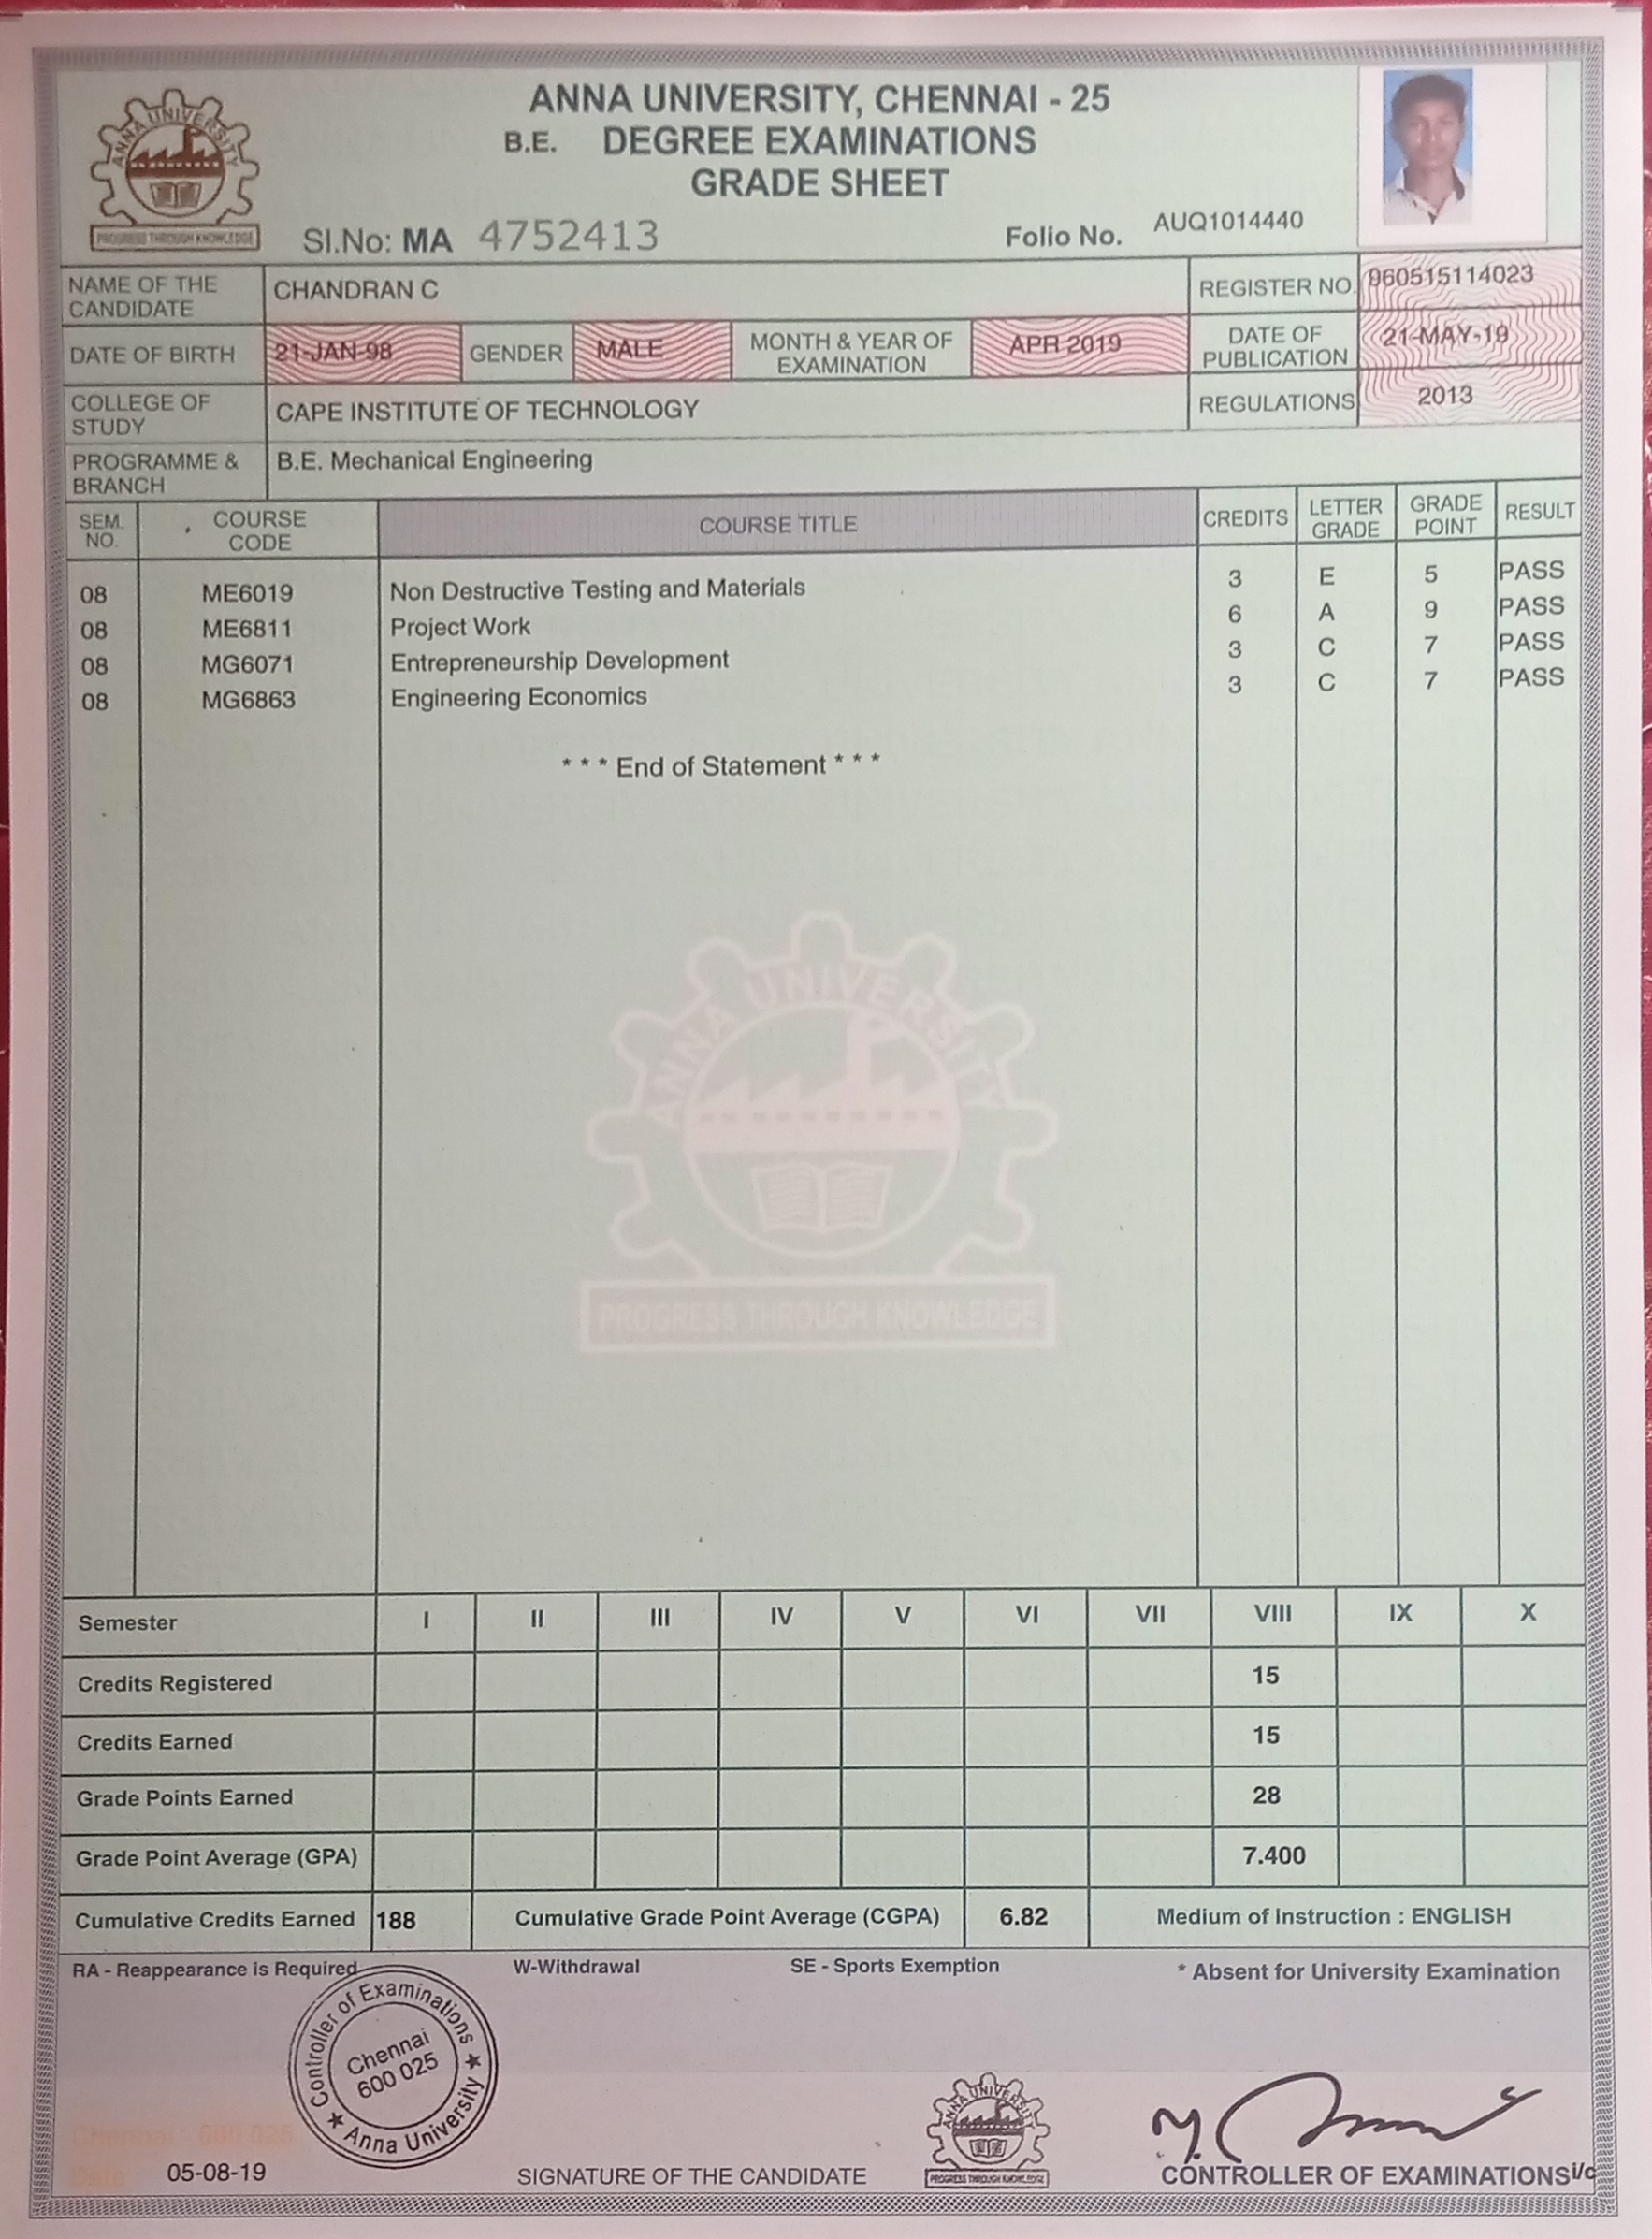 ANNA UNIVERSITY, CHENNAI - 25
B.E. DEGREE EXAMINATIONS
GRADE SHEET
ANNA UNIVERSITY
PROGRESS THROUGH KNOWLEDGE
Sl.No: MA 4752413
Folio No. AUQ1014440
NAME OF THE CANDIDATE CHANDRAN C REGISTER NO. 960515114023
DATE OF BIRTH 21-JAN-98 GENDER MALE MONTH & YEAR OF EXAMINATION APR 2019 DATE OF PUBLICATION 21-MAY-19
COLLEGE OF STUDY CAPE INSTITUTE OF TECHNOLOGY REGULATIONS 2013
PROGRAMME & BRANCH B.E. Mechanical Engineering
SEM. NO. COURSE CODE COURSE TITLE CREDITS LETTER GRADE GRADE POINT RESULT
08 ME6019 Non Destructive Testing and Materials 3 E 5 PASS
08 ME6811 Project Work 6 A 9 PASS
08 MG6071 Entrepreneurship Development 3 C 7 PASS
08 MG6863 Engineering Economics 3 C 7 PASS
* * * End of Statement * * *
ANNA UNIVERSITY
PROGRESS THROUGH KNOWLEDGE
Semester I II III IV V VI VII VIII IX X
Credits Registered 15
Credits Earned 15
Grade Points Earned 28
Grade Point Average (GPA) 7.400
Cumulative Credits Earned 188 Cumulative Grade Point Average (CGPA) 6.82 Medium of Instruction : ENGLISH
RA - Reappearance is Required W-Withdrawal SE - Sports Exemption * Absent for University Examination
Controller of Examinations
Chennai
600 025
★ Anna University ★
Chennai - 600 025
Date : 05-08-19
SIGNATURE OF THE CANDIDATE
ANNA UNIVERSITY
PROGRESS THROUGH KNOWLEDGE
CONTROLLER OF EXAMINATIONS i/c